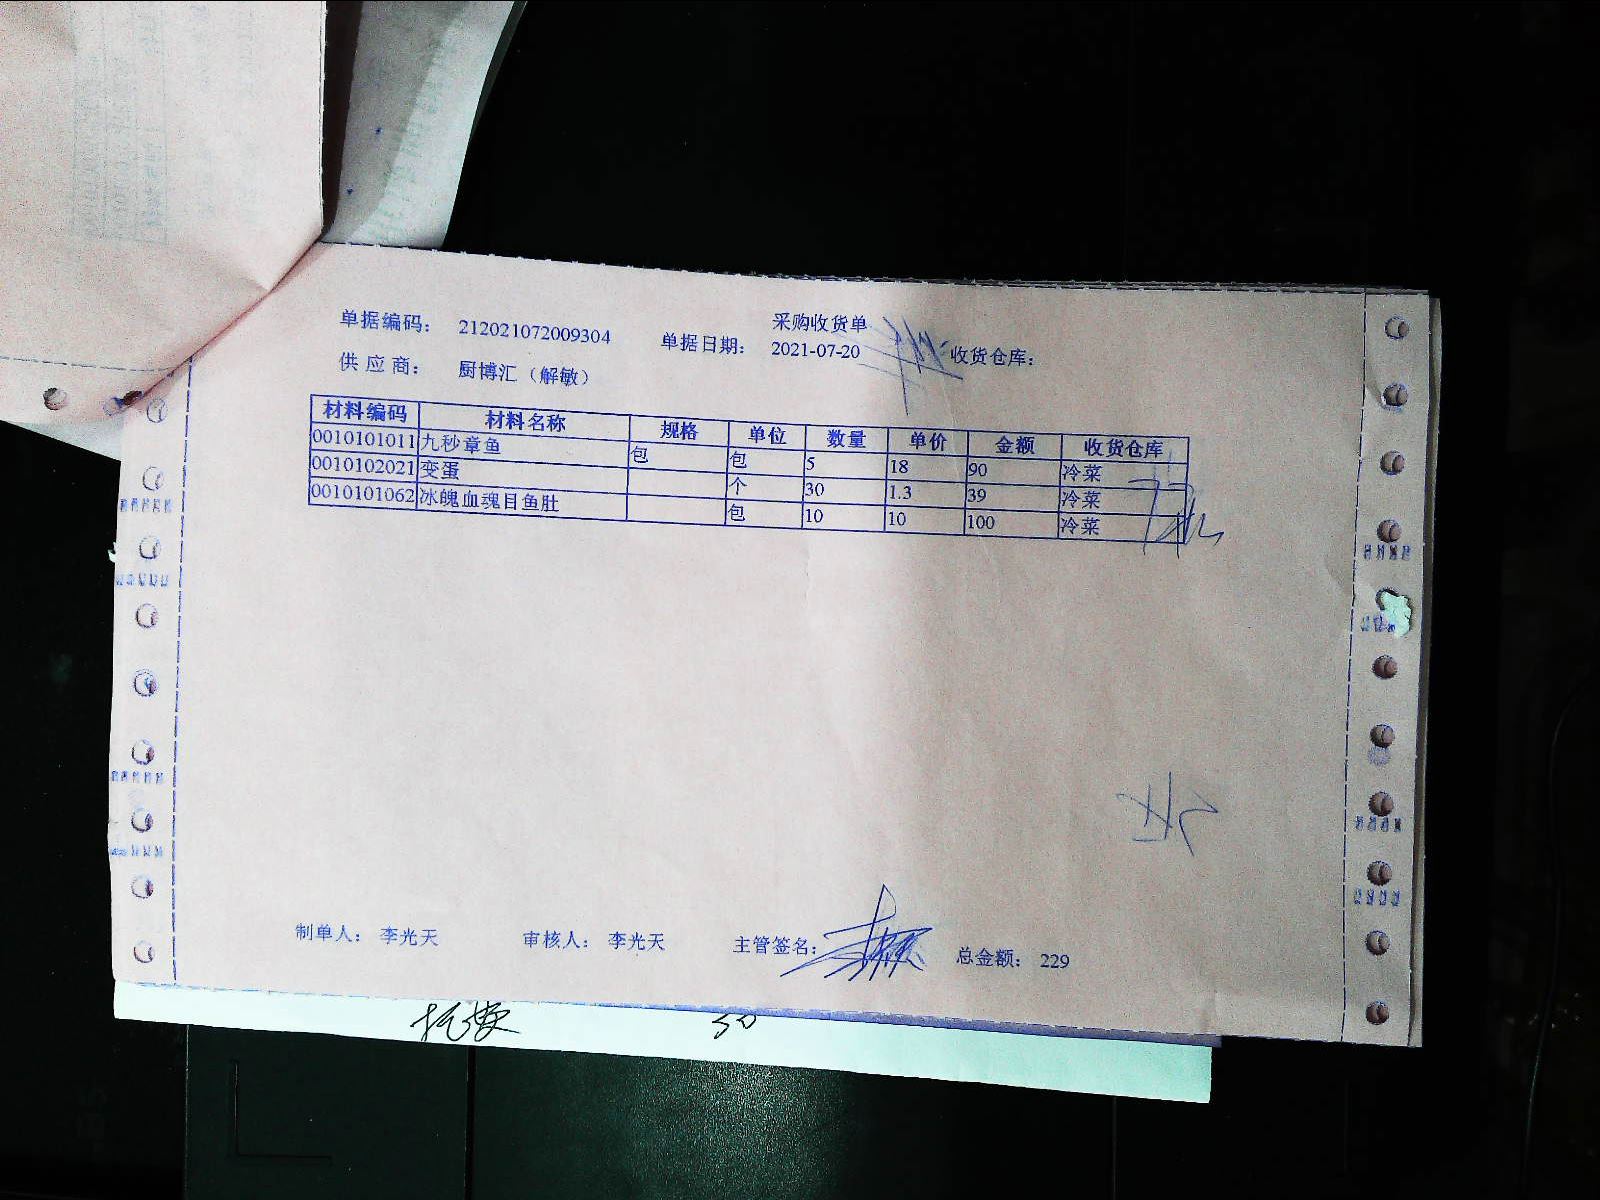 采购收货单
单据编码： 212021072009304 单据日期： 2021-07-20 收货仓库：
供应商： 厨博汇（解敏）
材料编码 材料名称 规格 单位 数量 单价 金额 收货仓库
0010101011 九秒章鱼 包 包 5 18 90 冷菜
0010102021 变蛋 个 30 1.3 39 冷菜
0010101062 冰魄血魂目鱼肚 包 10 10 100 冷菜
制单人： 李光天 审核人： 李光天 主管签名： 总金额： 229
50